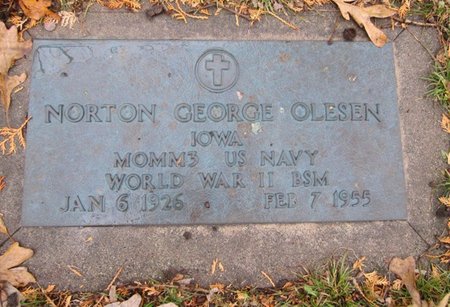 NORTON GEORGE OLESEN
IOWA
MOMM3 US NAVY
WORLD WAR II BSM
JAN 6 1926 FEB 7 1955